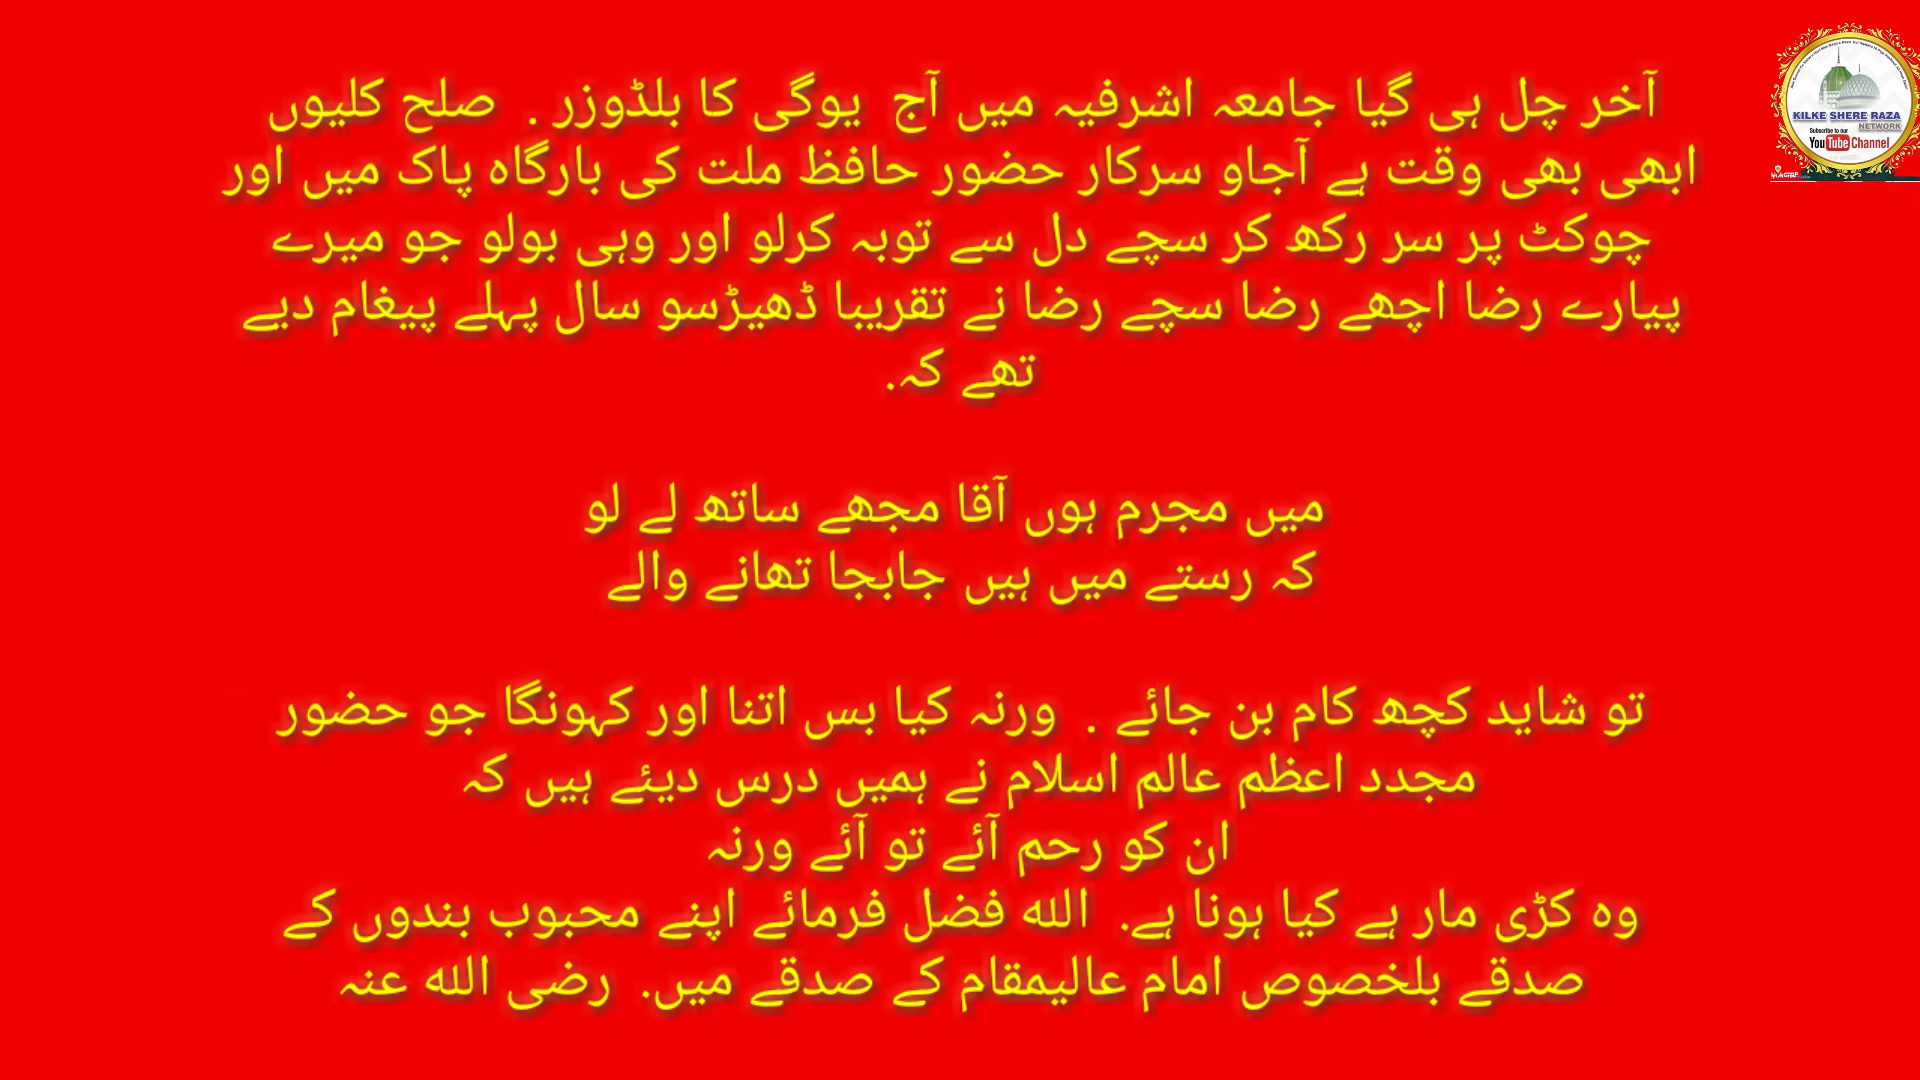 آخر چل ہی گیا جامعہ اشرفیہ میں آج یوگی کا بلڈوزر . صلح کلیوں
ابھی بھی وقت ہے آجاو سرکار حضور حافظ ملت کی بارگاہ پاک میں اور
چوکٹ پر سر رکھ کر سچے دل سے توبہ کرلو اور وہی بولو جو میرے
پیارے رضا اچھے رضا سچے رضا نے تقریبا ڈھیڑسو سال پہلے پیغام دیے
تھے کہ.
میں مجرم ہوں آقا مجھے ساتھ لے لو
کہ رستے میں ہیں جابجا تھانے والے
تو شاید کچھ کام بن جائے . ورنہ کیا بس اتنا اور کہونگا جو حضور
مجدد اعظم عالم اسلام نے ہمیں درس دیئے ہیں کہ
ان کو رحم آئے تو آئے ورنہ
وہ کڑی مار ہے کیا ہونا ہے. اللہ فضل فرمائے اپنے محبوب بندوں کے
صدقے بلخصوص امام عالیمقام کے صدقے میں. رضی اللہ عنہ
KILKE SHERE RAZA
NETWORK
Subscribe to our
YouTube Channel